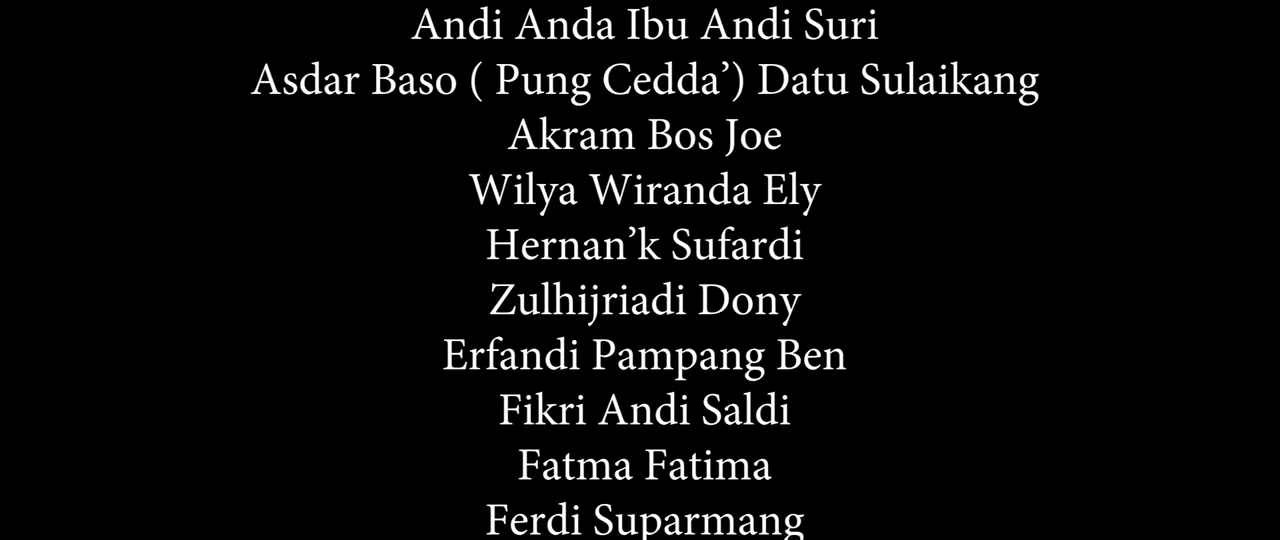 Andi Anda Ibu Andi Suri
Asdar Baso ( Pung Cedda’) Datu Sulaikang
Akram Bos Joe
Wilya Wiranda Ely
Hernan’k Sufardi
Zulhijriadi Dony
Erfandi Pampang Ben
Fikri Andi Saldi
Fatma Fatima
Ferdi Suparmang